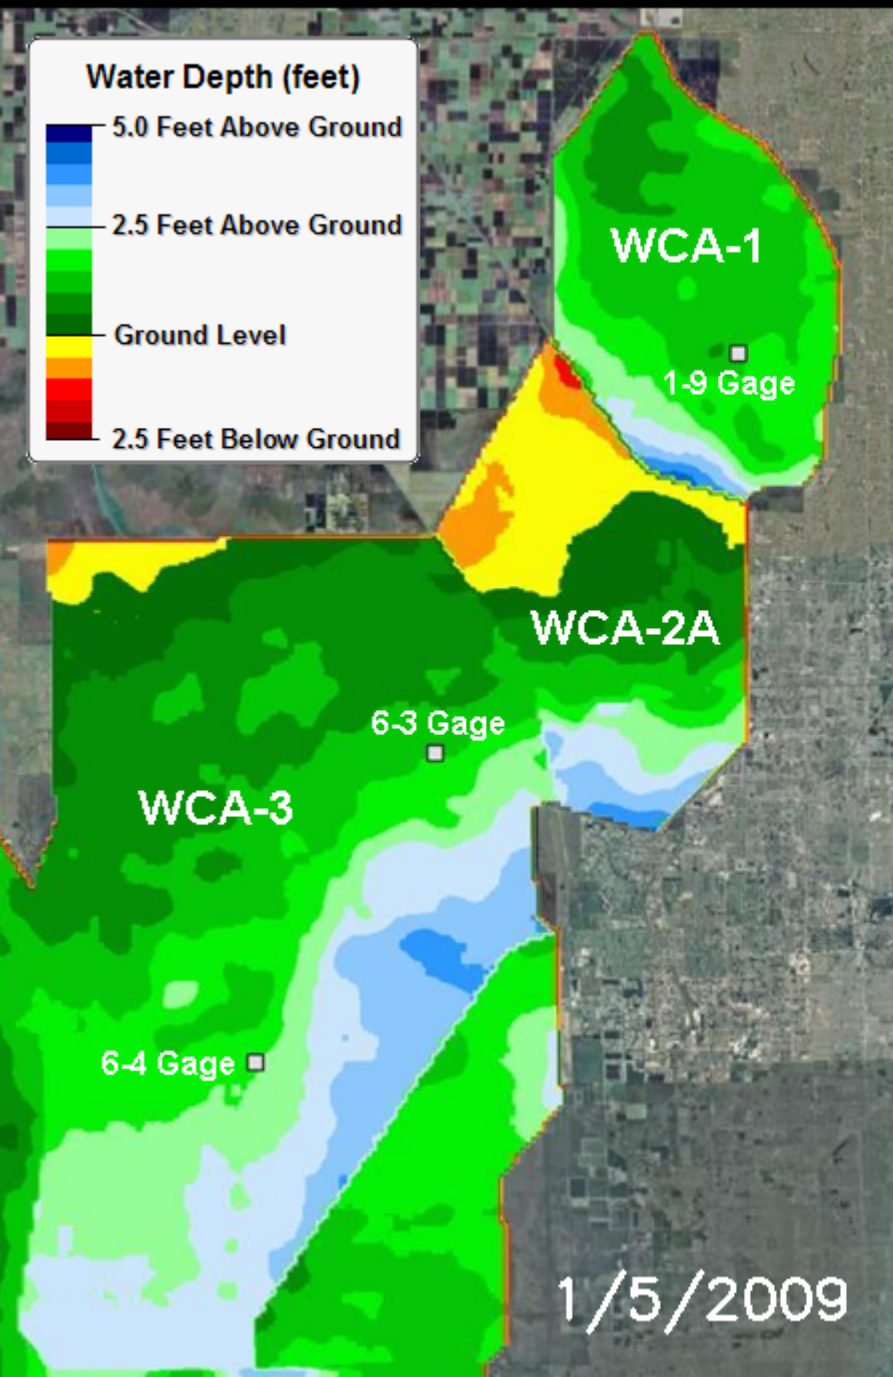 Water Depth (feet)
5.0 Feet Above Ground
2.5 Feet Above Ground
Ground Level
2.5 Feet Below Ground
WCA-1
1-9 Gage
WCA-2A
6-3 Gage
WCA-3
6-4 Gage
1/5/2009